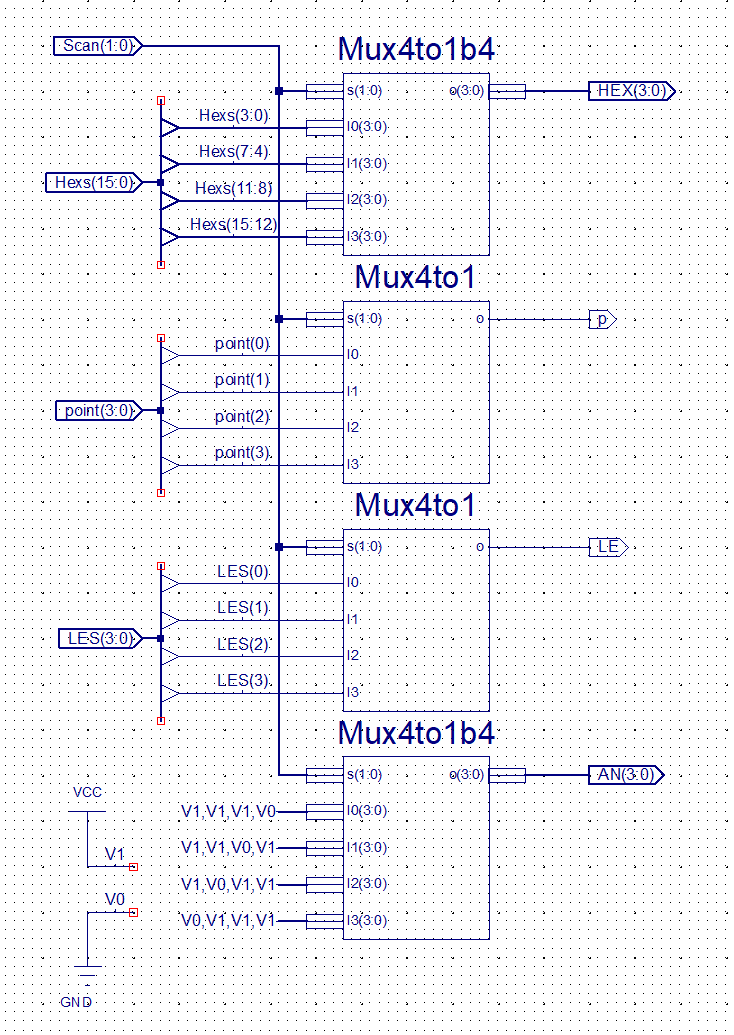 Scan(1:0)
Mux4to1b4
s(1:0)
o(3:0)
HEX(3:0)
Hexs(3:0)
I0(3:0)
Hexs(7:4)
I1(3:0)
Hexs(15:0)
Hexs(11:8)
I2(3:0)
Hexs(15:12)
I3(3:0)
Mux4to1
s(1:0)
o
p
point(0)
I0
point(1)
I1
point(3:0)
point(2)
I2
point(3)
I3
Mux4to1
s(1:0)
o
LE
LES(0)
I0
LES(1)
I1
LES(3:0)
LES(2)
I2
LES(3)
I3
Mux4to1b4
s(1:0)
o(3:0)
AN(3:0)
VCC
V1,V1,V1,V0
I0(3:0)
V1,V1,V0,V1
I1(3:0)
V1
V1,V0,V1,V1
I2(3:0)
V0
V0,V1,V1,V1
I3(3:0)
GND